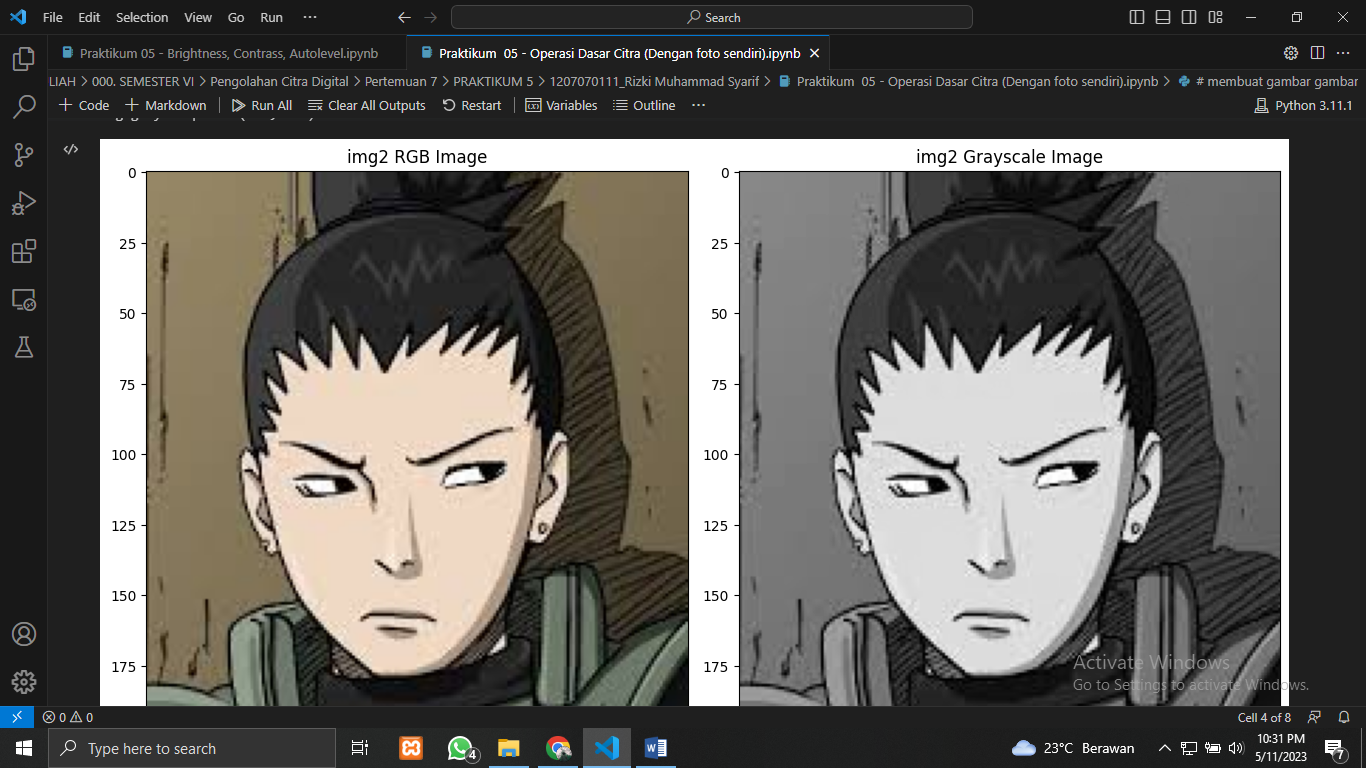 File Edit Selection View Go Run ··· Search
Praktikum 05 - Brightness, Contrass, Autolevel.ipynb Praktikum 05 - Operasi Dasar Citra (Dengan foto sendiri).ipynb
LIAH > 000. SEMESTER VI > Pengolahan Citra Digital > Pertemuan 7 > PRAKTIKUM 5 > 1207070111_Rizki Muhammad Syarif > Praktikum 05 - Operasi Dasar Citra (Dengan foto sendiri).ipynb > # membuat gambar gambar
+ Code + Markdown Run All Clear All Outputs Restart Variables Outline ··· Python 3.11.1
img2 RGB Image img2 Grayscale Image
0 0
25 25
50 50
75 75
100 100
125 125
150 150
175 175
Activate Windows
Go to Settings to activate Windows.
0 0 Cell 4 of 8
Type here to search 4 23°C Berawan 10:31 PM
5/11/2023 7